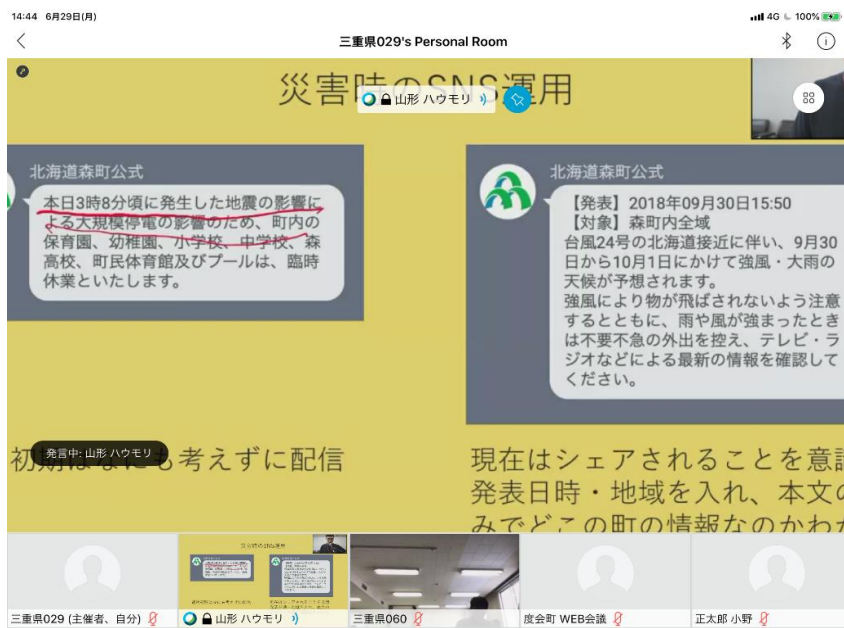 14:44 6月29日(月)
4G 100%
三重県029's Personal Room
災害時のSNS運用
山形 ハウモリ
北海道森町公式
本日3時8分頃に発生した地震の影響に
よる大規模停電の影響のため、町内の
保育園、幼稚園、小学校、中学校、森
高校、町民体育館及びプールは、臨時
休業といたします。
北海道森町公式
【発表】2018年09月30日15:50
【対象】森町内全域
台風24号の北海道接近に伴い、9月30
日から10月1日にかけて強風・大雨の
天候が予想されます。
強風により物が飛ばされないよう注意
するとともに、雨や風が強まったとき
は不要不急の外出を控え、テレビ・ラ
ジオなどによる最新の情報を確認して
ください。
発言中: 山形 ハウモリ
初期はなにも考えずに配信
現在はシェアされることを意識
発表日時・地域を入れ、本文の
みでどこの町の情報なのかわか
三重県029 (主催者、自分)
山形 ハウモリ
三重県060
度会町 WEB会議
正太郎 小野